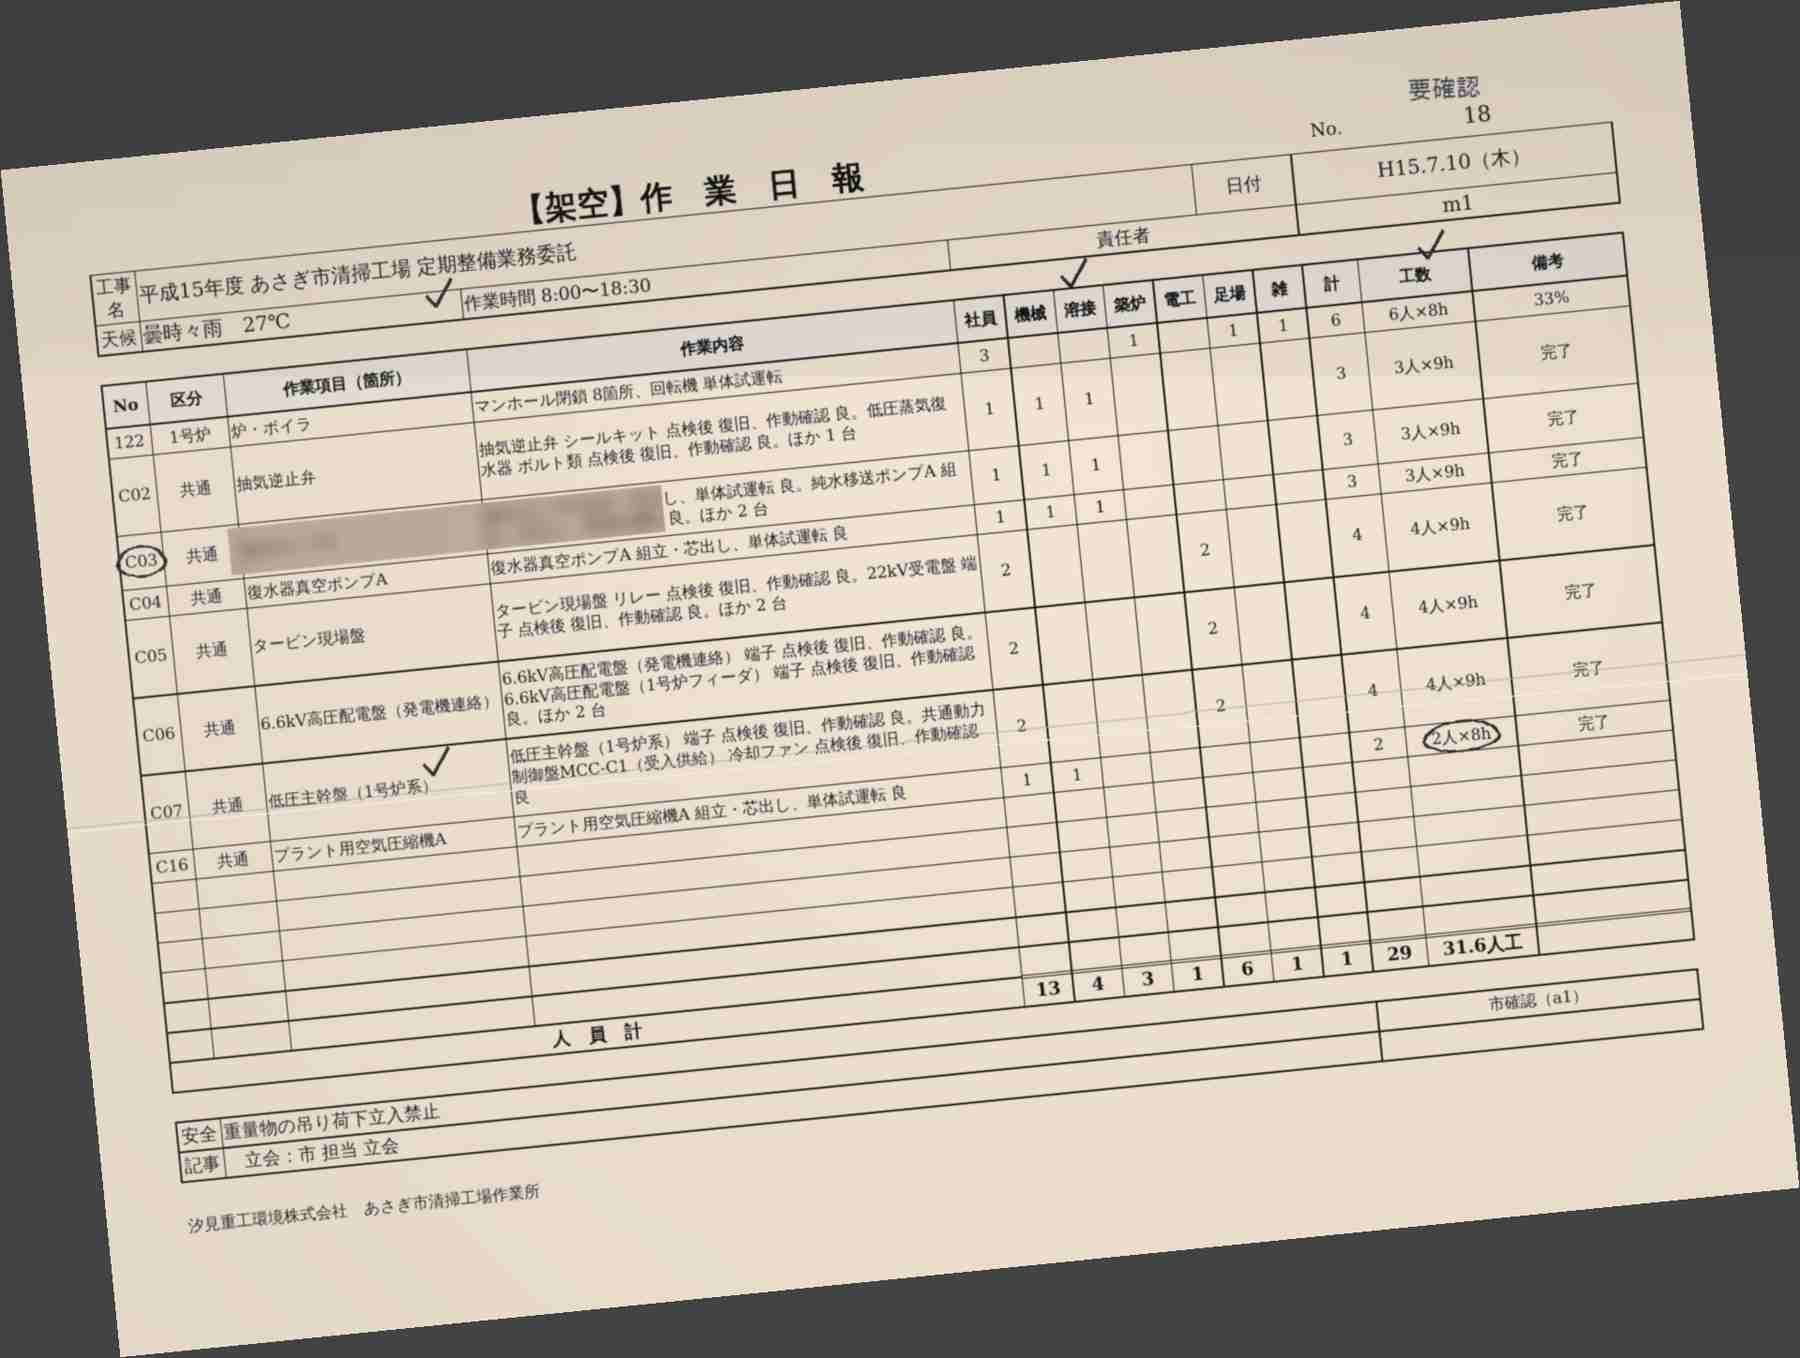 要確認
No. 18
【架空】作 業 日 報
日付 H15.7.10（木）
工事名 平成15年度 あさぎ市清掃工場 定期整備業務委託
責任者 m1
天候 曇時々雨 27℃ 作業時間 8:00〜18:30
No 区分 作業項目（箇所） 作業内容 社員 機械 溶接 築炉 電工 足場 雑 計 工数 備考
122 1号炉 炉・ボイラ マンホール閉鎖 8箇所、回転機 単体試運転 3 1 1 1 6 6人×8h 33%
C02 共通 抽気逆止弁 抽気逆止弁 シールキット 点検後 復旧、作動確認 良。低圧蒸気復
水器 ボルト類 点検後 復旧、作動確認 良。ほか 1 台 1 1 1 3 3人×9h 完了
C03 共通 し、単体試運転 良。純水移送ポンプA 組
良。ほか 2 台 1 1 1 3 3人×9h 完了
C04 共通 復水器真空ポンプA 復水器真空ポンプA 組立・芯出し、単体試運転 良 1 1 1 3 3人×9h 完了
C05 共通 タービン現場盤 タービン現場盤 リレー 点検後 復旧、作動確認 良。22kV受電盤 端
子 点検後 復旧、作動確認 良。ほか 2 台 2 2 4 4人×9h 完了
C06 共通 6.6kV高圧配電盤（発電機連絡） 6.6kV高圧配電盤（発電機連絡） 端子 点検後 復旧、作動確認 良。
6.6kV高圧配電盤（1号炉フィーダ） 端子 点検後 復旧、作動確認
良。ほか 2 台 2 2 4 4人×9h 完了
C07 共通 低圧主幹盤（1号炉系） 低圧主幹盤（1号炉系） 端子 点検後 復旧、作動確認 良。共通動力
制御盤MCC-C1（受入供給） 冷却ファン 点検後 復旧、作動確認
良 2 2 4 4人×9h 完了
C16 共通 プラント用空気圧縮機A プラント用空気圧縮機A 組立・芯出し、単体試運転 良 1 1 2 2人×8h 完了
人 員 計 13 4 3 1 6 1 1 29 31.6人工
市確認（a1）
安全 重量物の吊り荷下立入禁止
記事 立会：市 担当 立会
汐見重工環境株式会社 あさぎ市清掃工場作業所